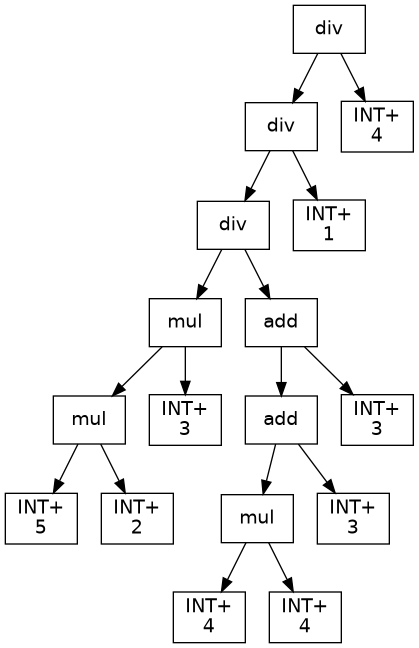 div
div
INT+
4
div
INT+
1
mul
add
mul
INT+
3
add
INT+
3
INT+
5
INT+
2
mul
INT+
3
INT+
4
INT+
4